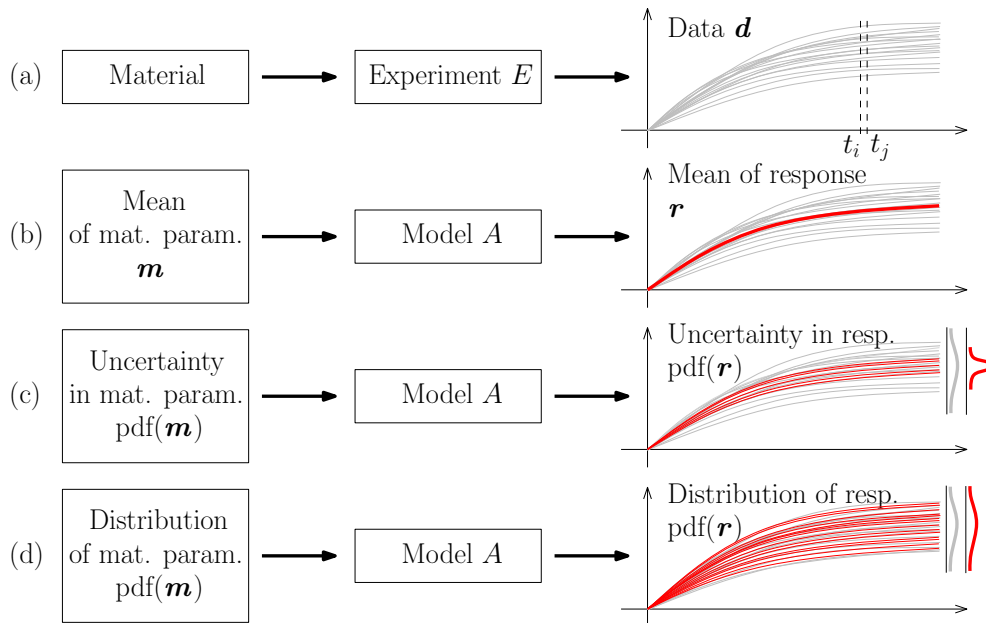 (a)
Material
Experiment E
Data d
t_i t_j
(b)
Mean
of mat. param.
m
Model A
Mean of response
r
(c)
Uncertainty
in mat. param.
pdf(m)
Model A
Uncertainty in resp.
pdf(r)
(d)
Distribution
of mat. param.
pdf(m)
Model A
Distribution of resp.
pdf(r)